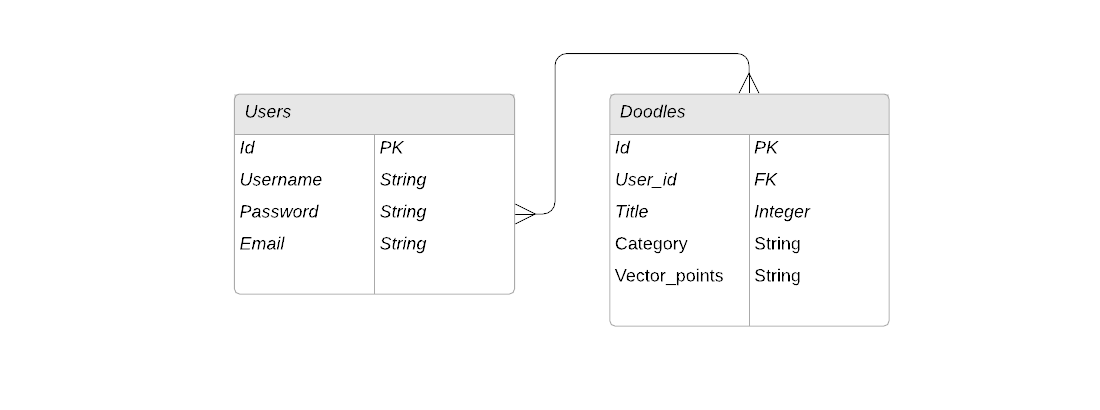 Users
Id PK
Username String
Password String
Email String
Doodles
Id PK
User_id FK
Title Integer
Category String
Vector_points String